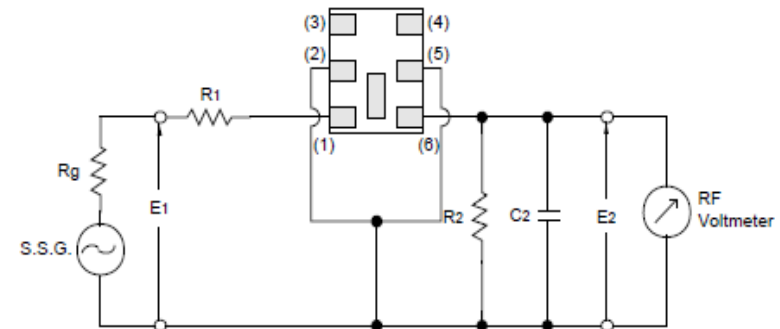 (3) (4)
(2) (5)
R1
(1) (6)
Rg
E1
R2 C2 E2
RF
Voltmeter
S.S.G.